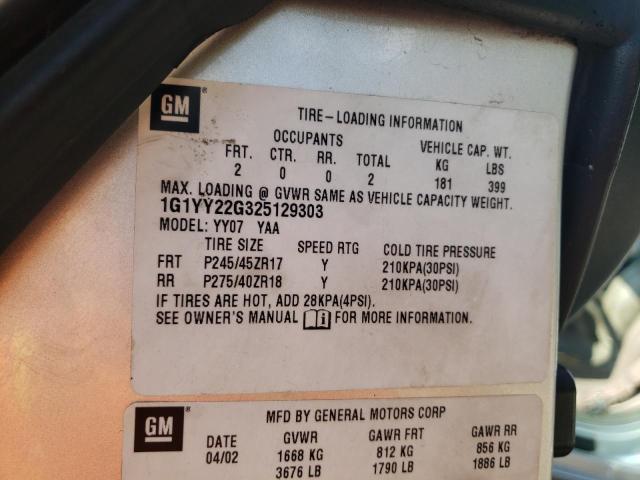 GM
TIRE-LOADING INFORMATION
OCCUPANTS VEHICLE CAP. WT.
FRT. CTR. RR. TOTAL KG LBS
2 0 0 2 181 399
MAX. LOADING @ GVWR SAME AS VEHICLE CAPACITY WEIGHT.
1G1YY22G325129303
MODEL: YY07 YAA
TIRE SIZE SPEED RTG COLD TIRE PRESSURE
FRT P245/45ZR17 Y 210KPA(30PSI)
RR P275/40ZR18 Y 210KPA(30PSI)
IF TIRES ARE HOT, ADD 28KPA(4PSI).
SEE OWNER'S MANUAL FOR MORE INFORMATION.
GM
MFD BY GENERAL MOTORS CORP
DATE GVWR GAWR FRT GAWR RR
04/02 1668 KG 812 KG 856 KG
3676 LB 1790 LB 1886 LB